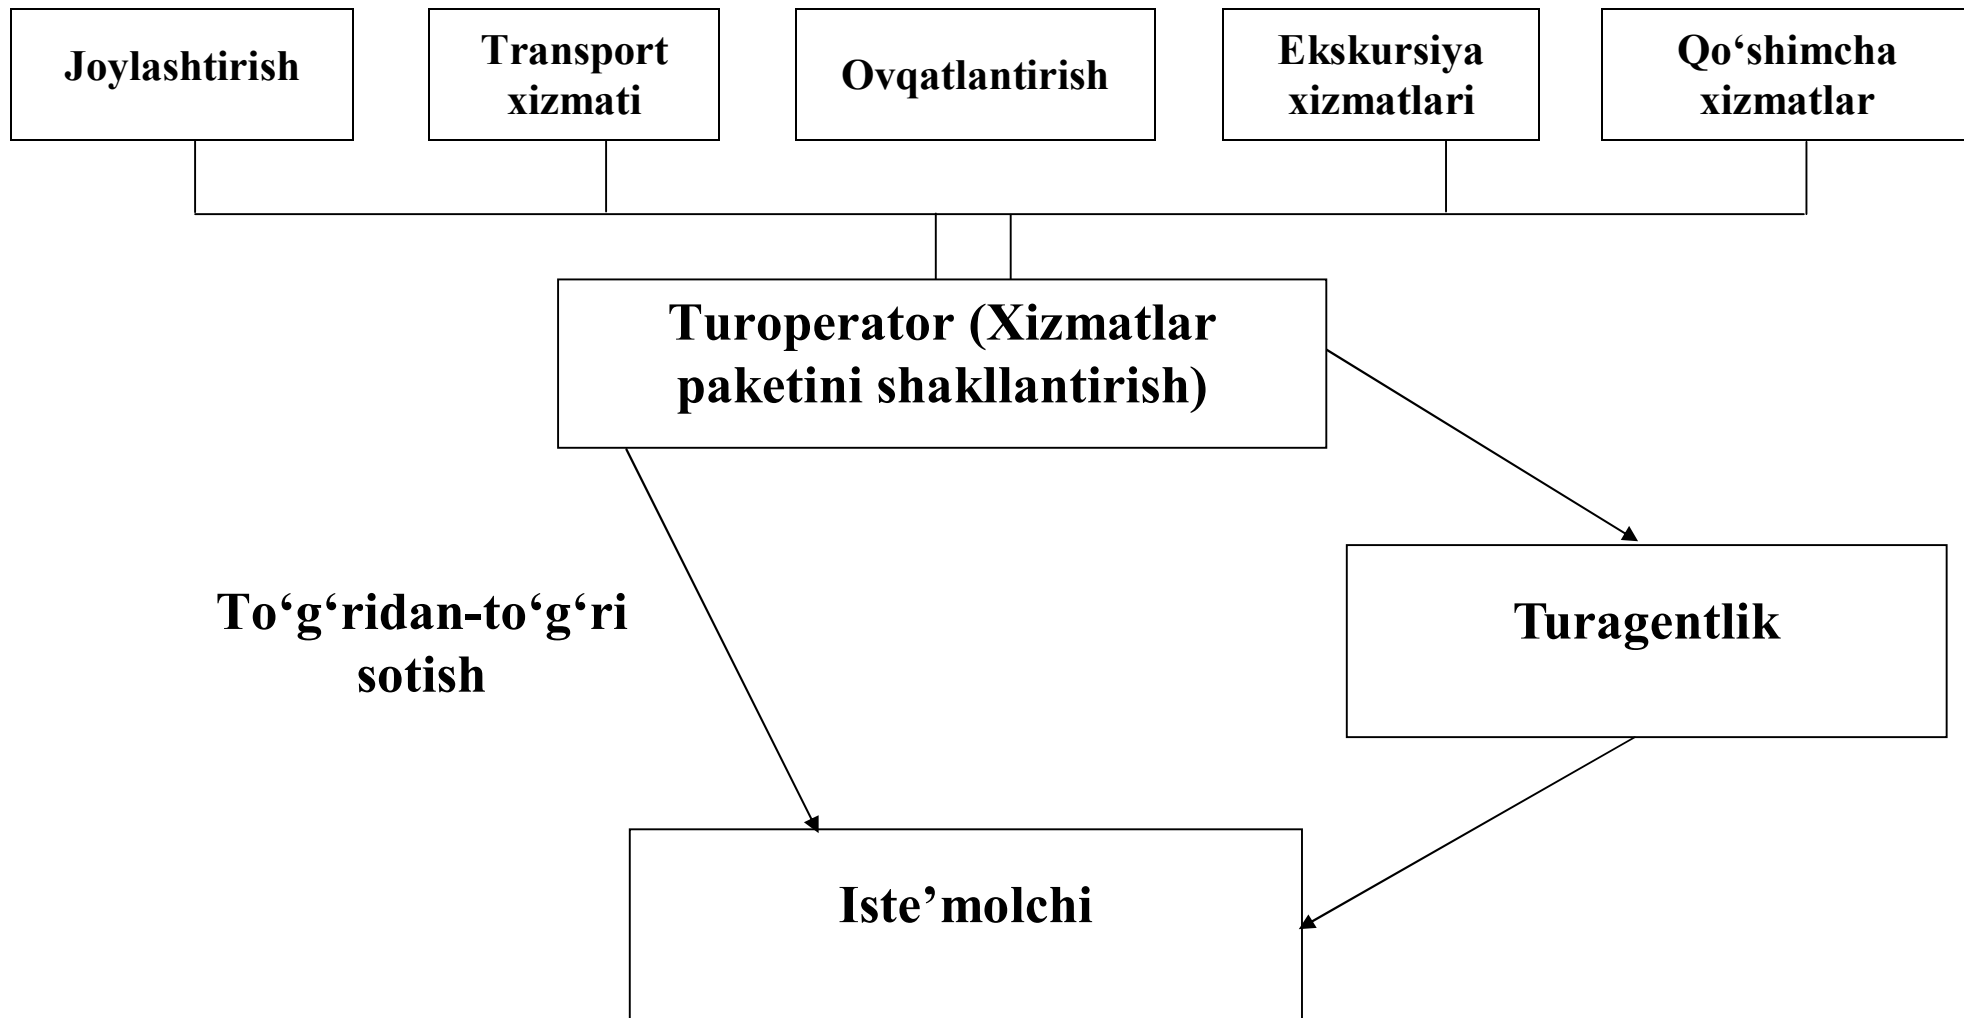 Joylashtirish
Transport
xizmati
Ovqatlantirish
Ekskursiya
xizmatlari
Qo‘shimcha
xizmatlar
Turoperator (Xizmatlar
paketini shakllantirish)
To‘g‘ridan-to‘g‘ri
sotish
Turagentlik
Iste’molchi